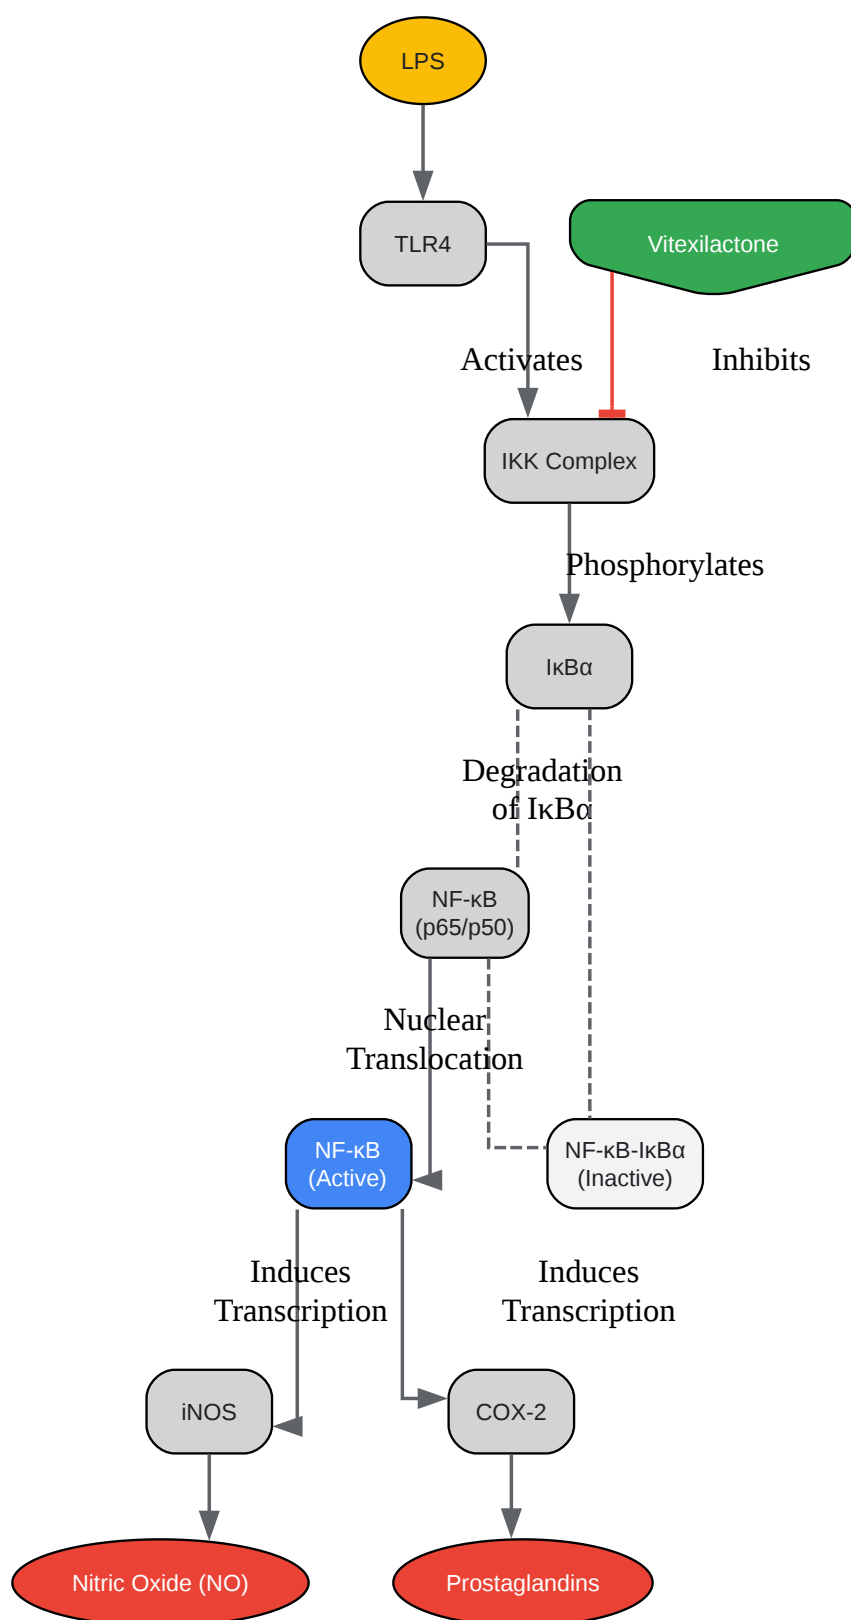 LPS
TLR4
Vitexilactone
Activates
Inhibits
IKK Complex
Phosphorylates
IκBα
Degradation
of IκBα
NF-κB
(p65/p50)
Nuclear
Translocation
NF-κB
(Active)
NF-κB-IκBα
(Inactive)
Induces
Transcription
Induces
Transcription
iNOS
COX-2
Nitric Oxide (NO)
Prostaglandins